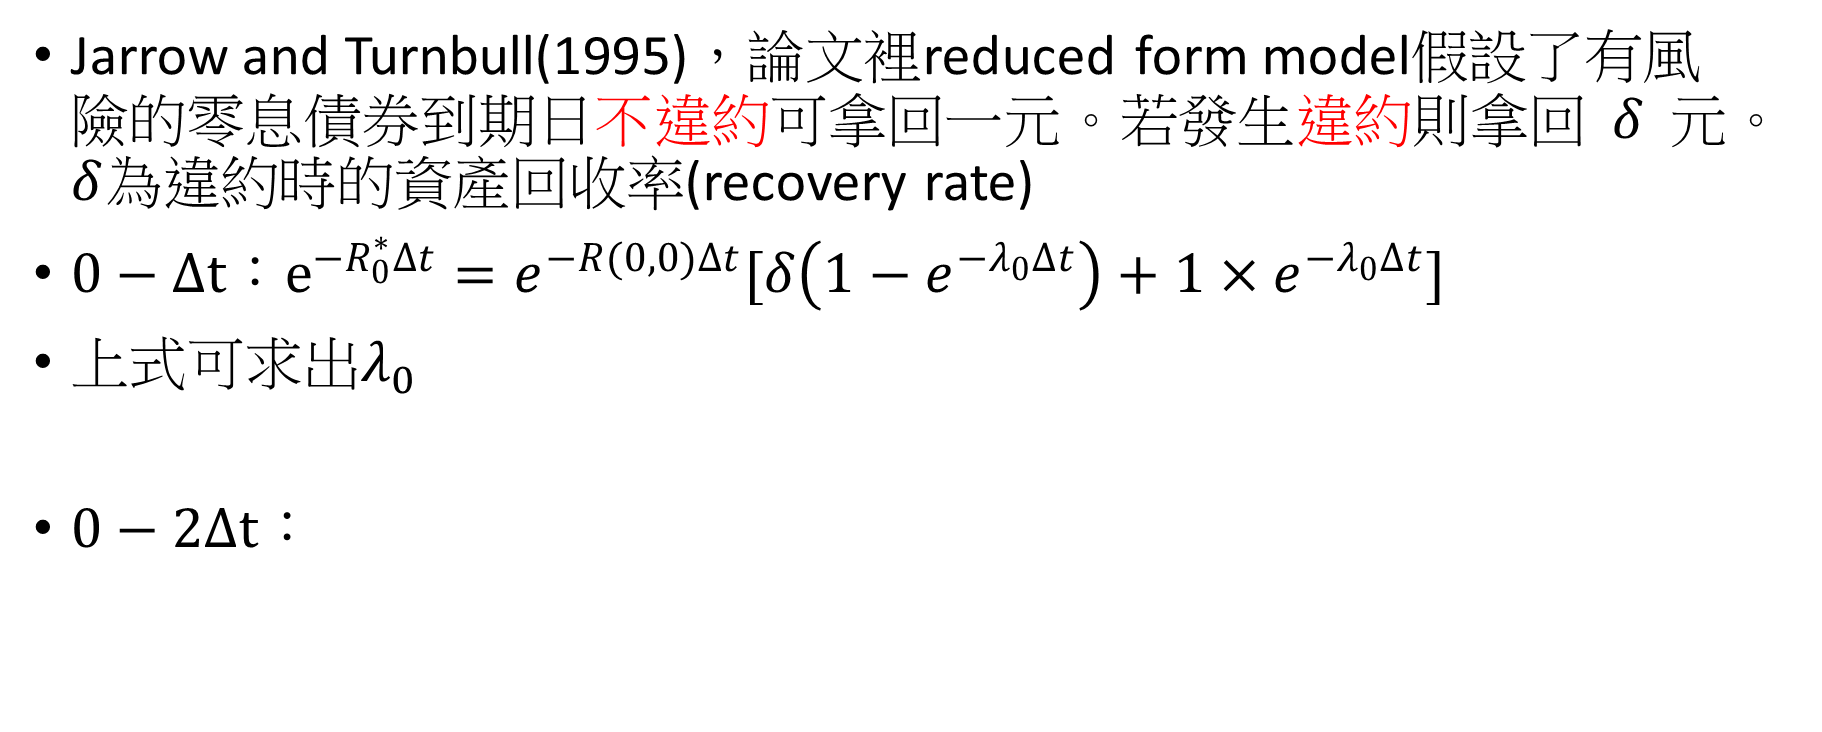 • Jarrow and Turnbull(1995)，論文裡reduced form model假設了有風
險的零息債券到期日不違約可拿回一元。若發生違約則拿回 δ 元。
δ為違約時的資產回收率(recovery rate)
• 0 − Δt：e^{−R_0^*Δt} = e^{−R(0,0)Δt}[δ(1 − e^{−λ_0Δt}) + 1 × e^{−λ_0Δt}]
• 上式可求出λ_0
• 0 − 2Δt：